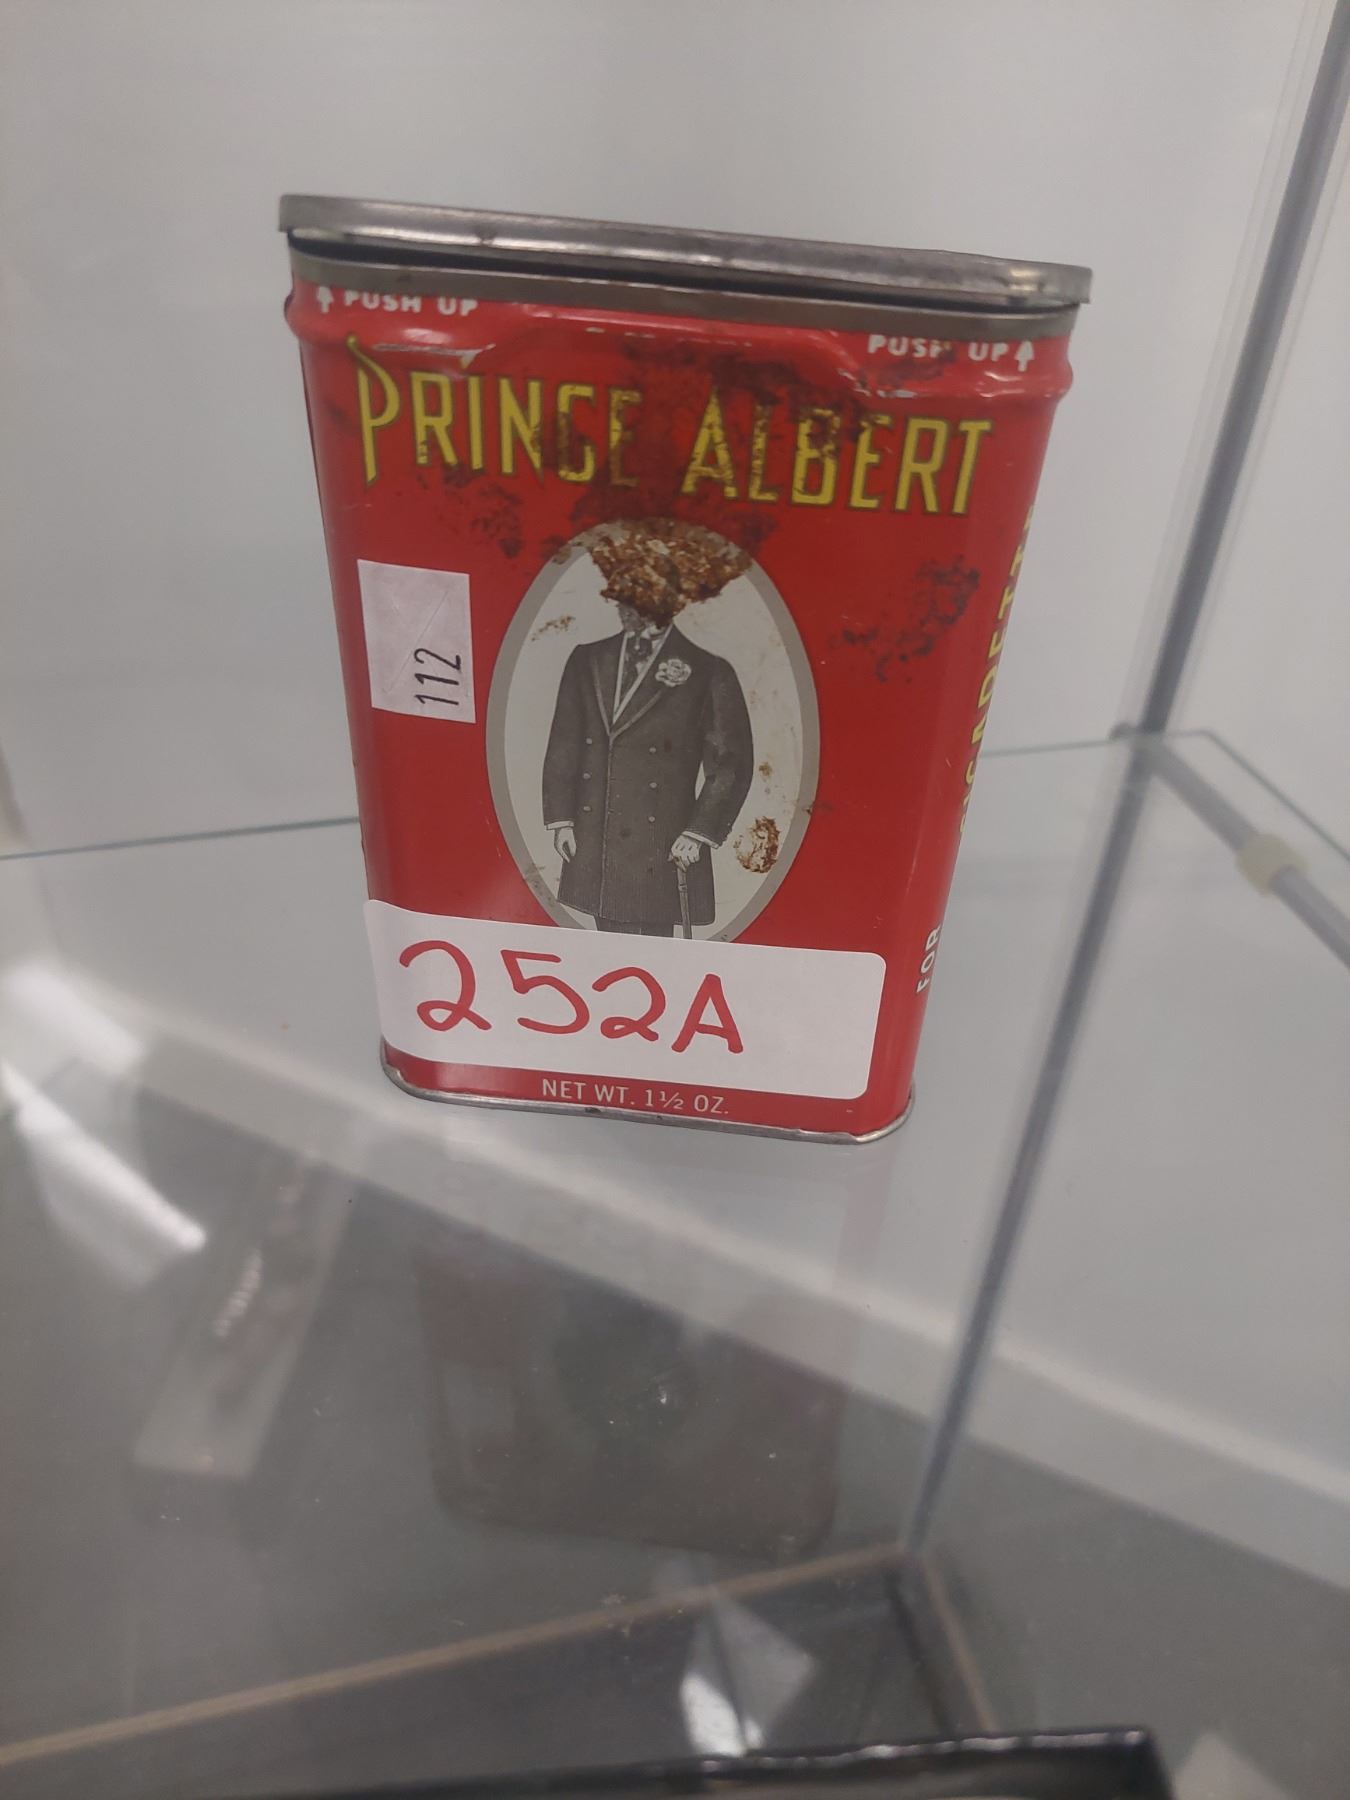 PUSH UP
PUSH UP
PRINCE ALBERT
112
252A
FOR
NET WT. 1½ OZ.